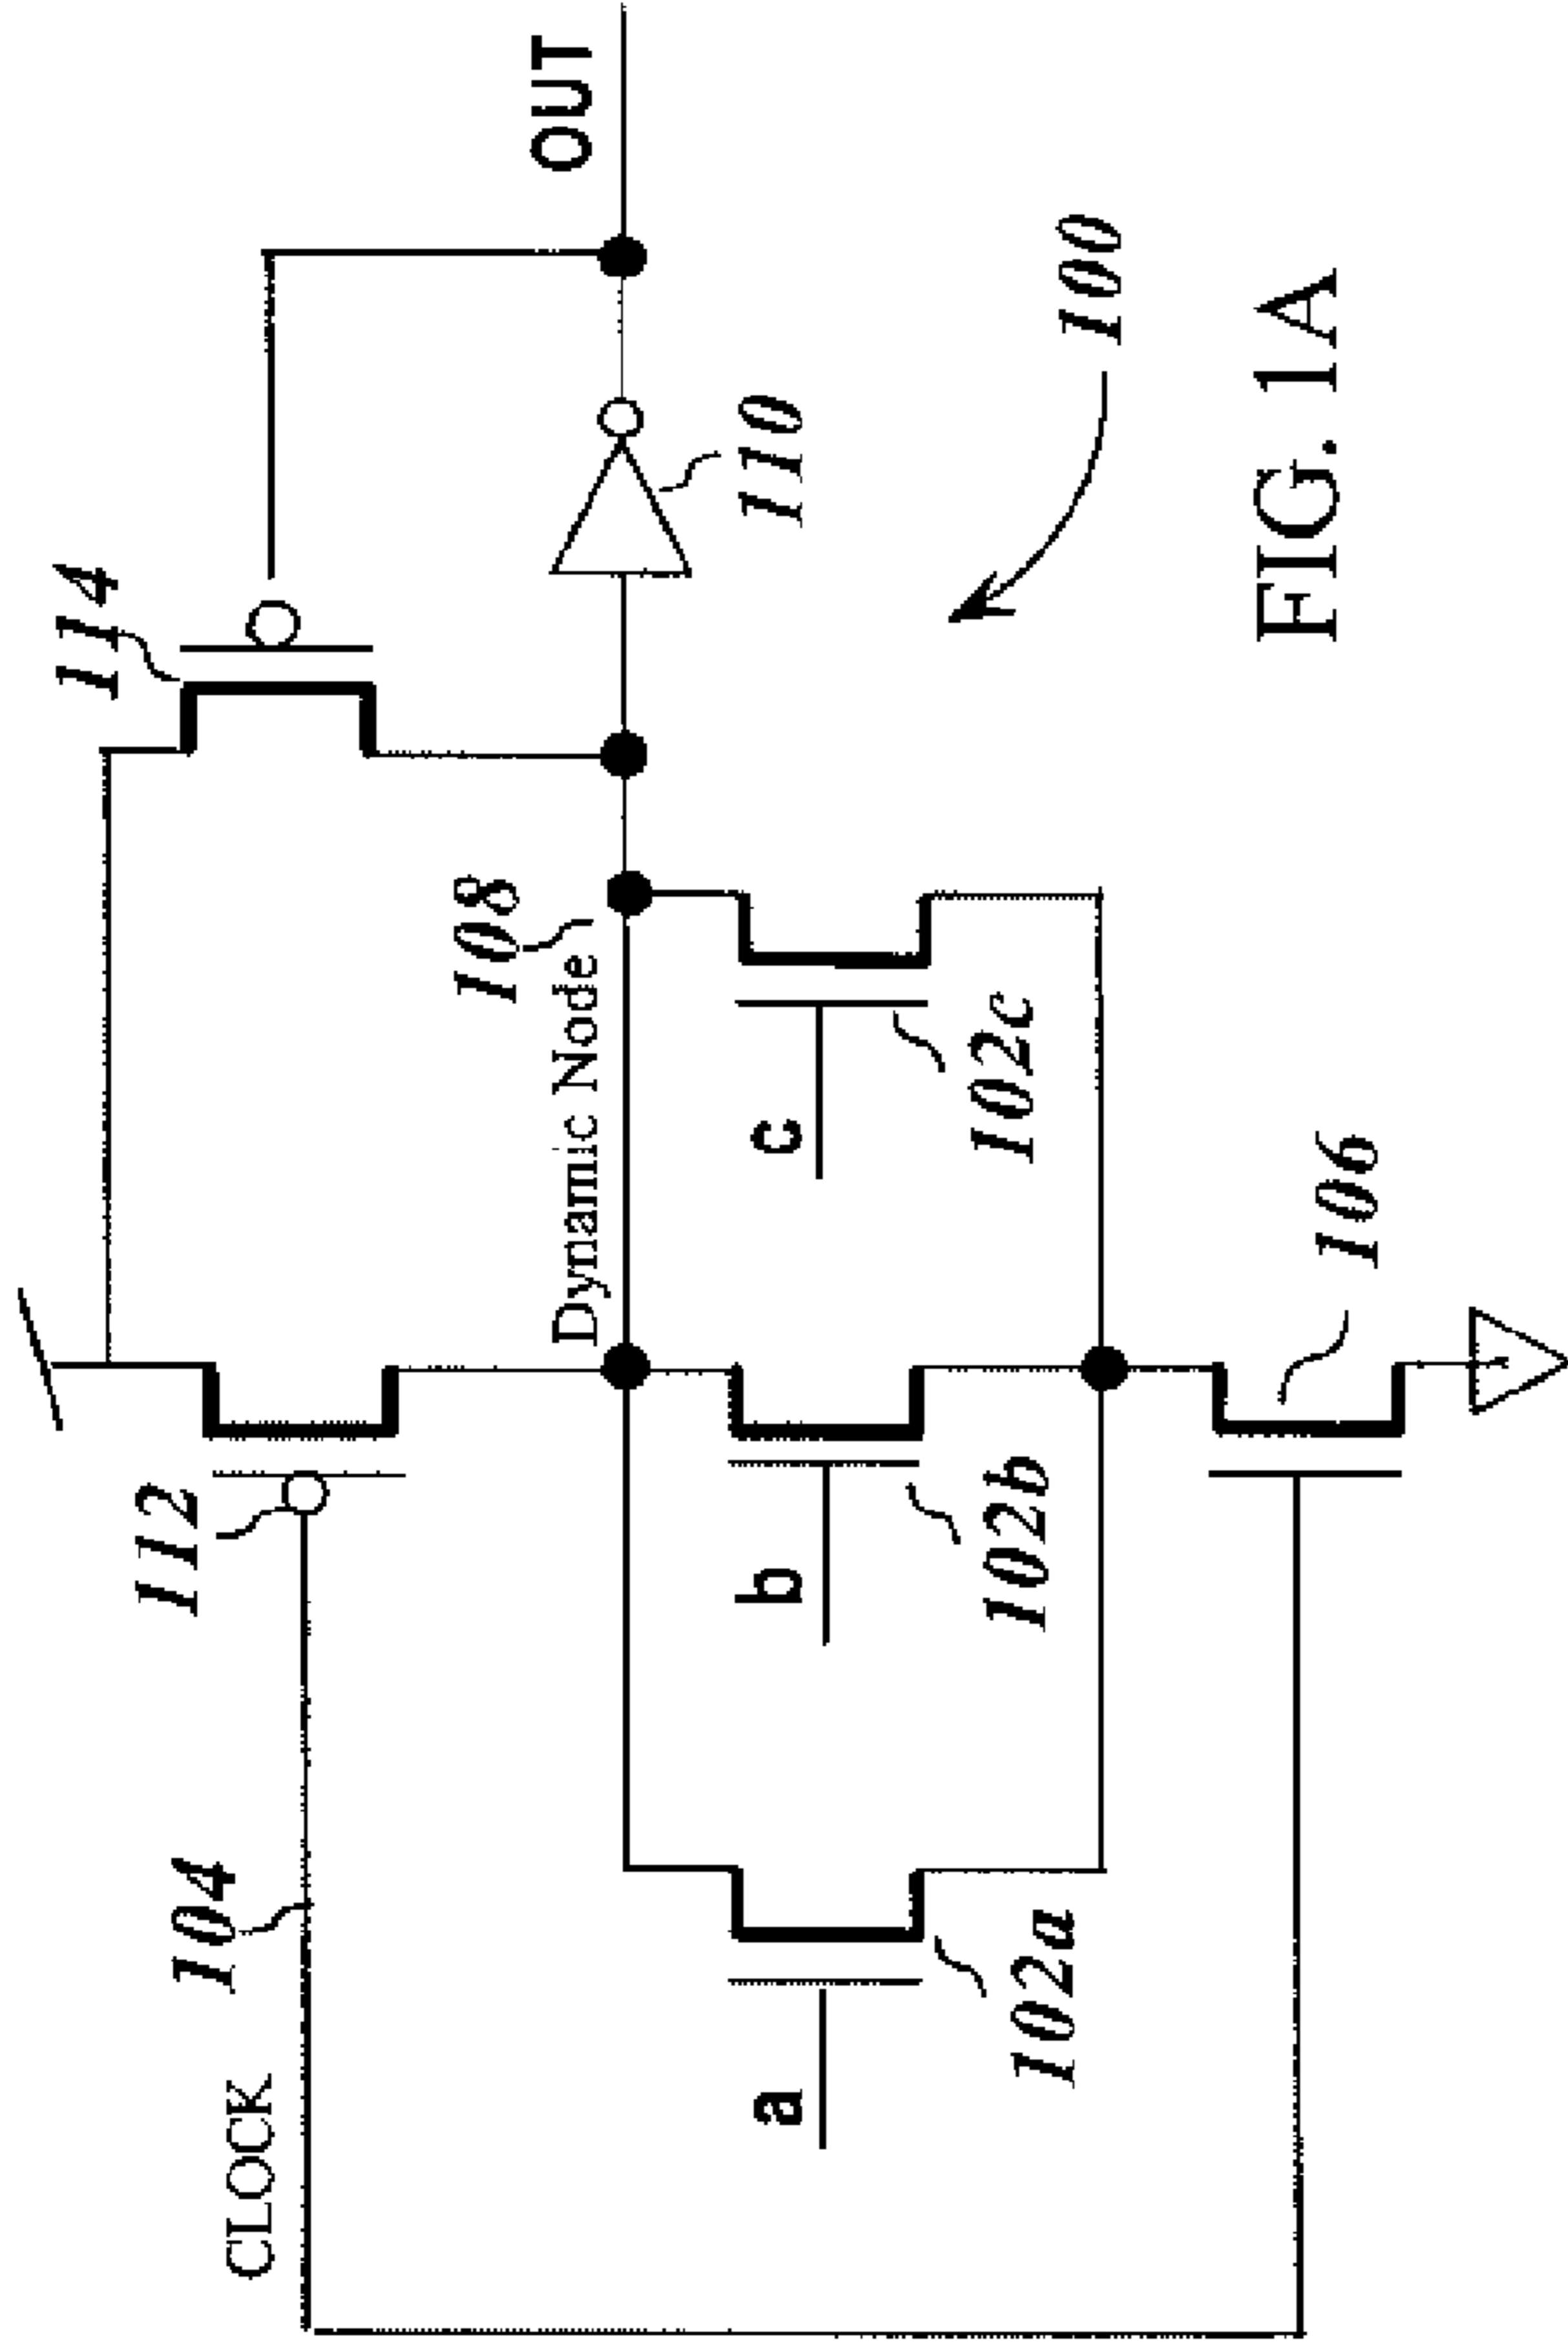 CLOCK
104
112
114
OUT
108
Dynamic Node
110
a
b
c
102a
102b
102c
100
106
FIG. 1A